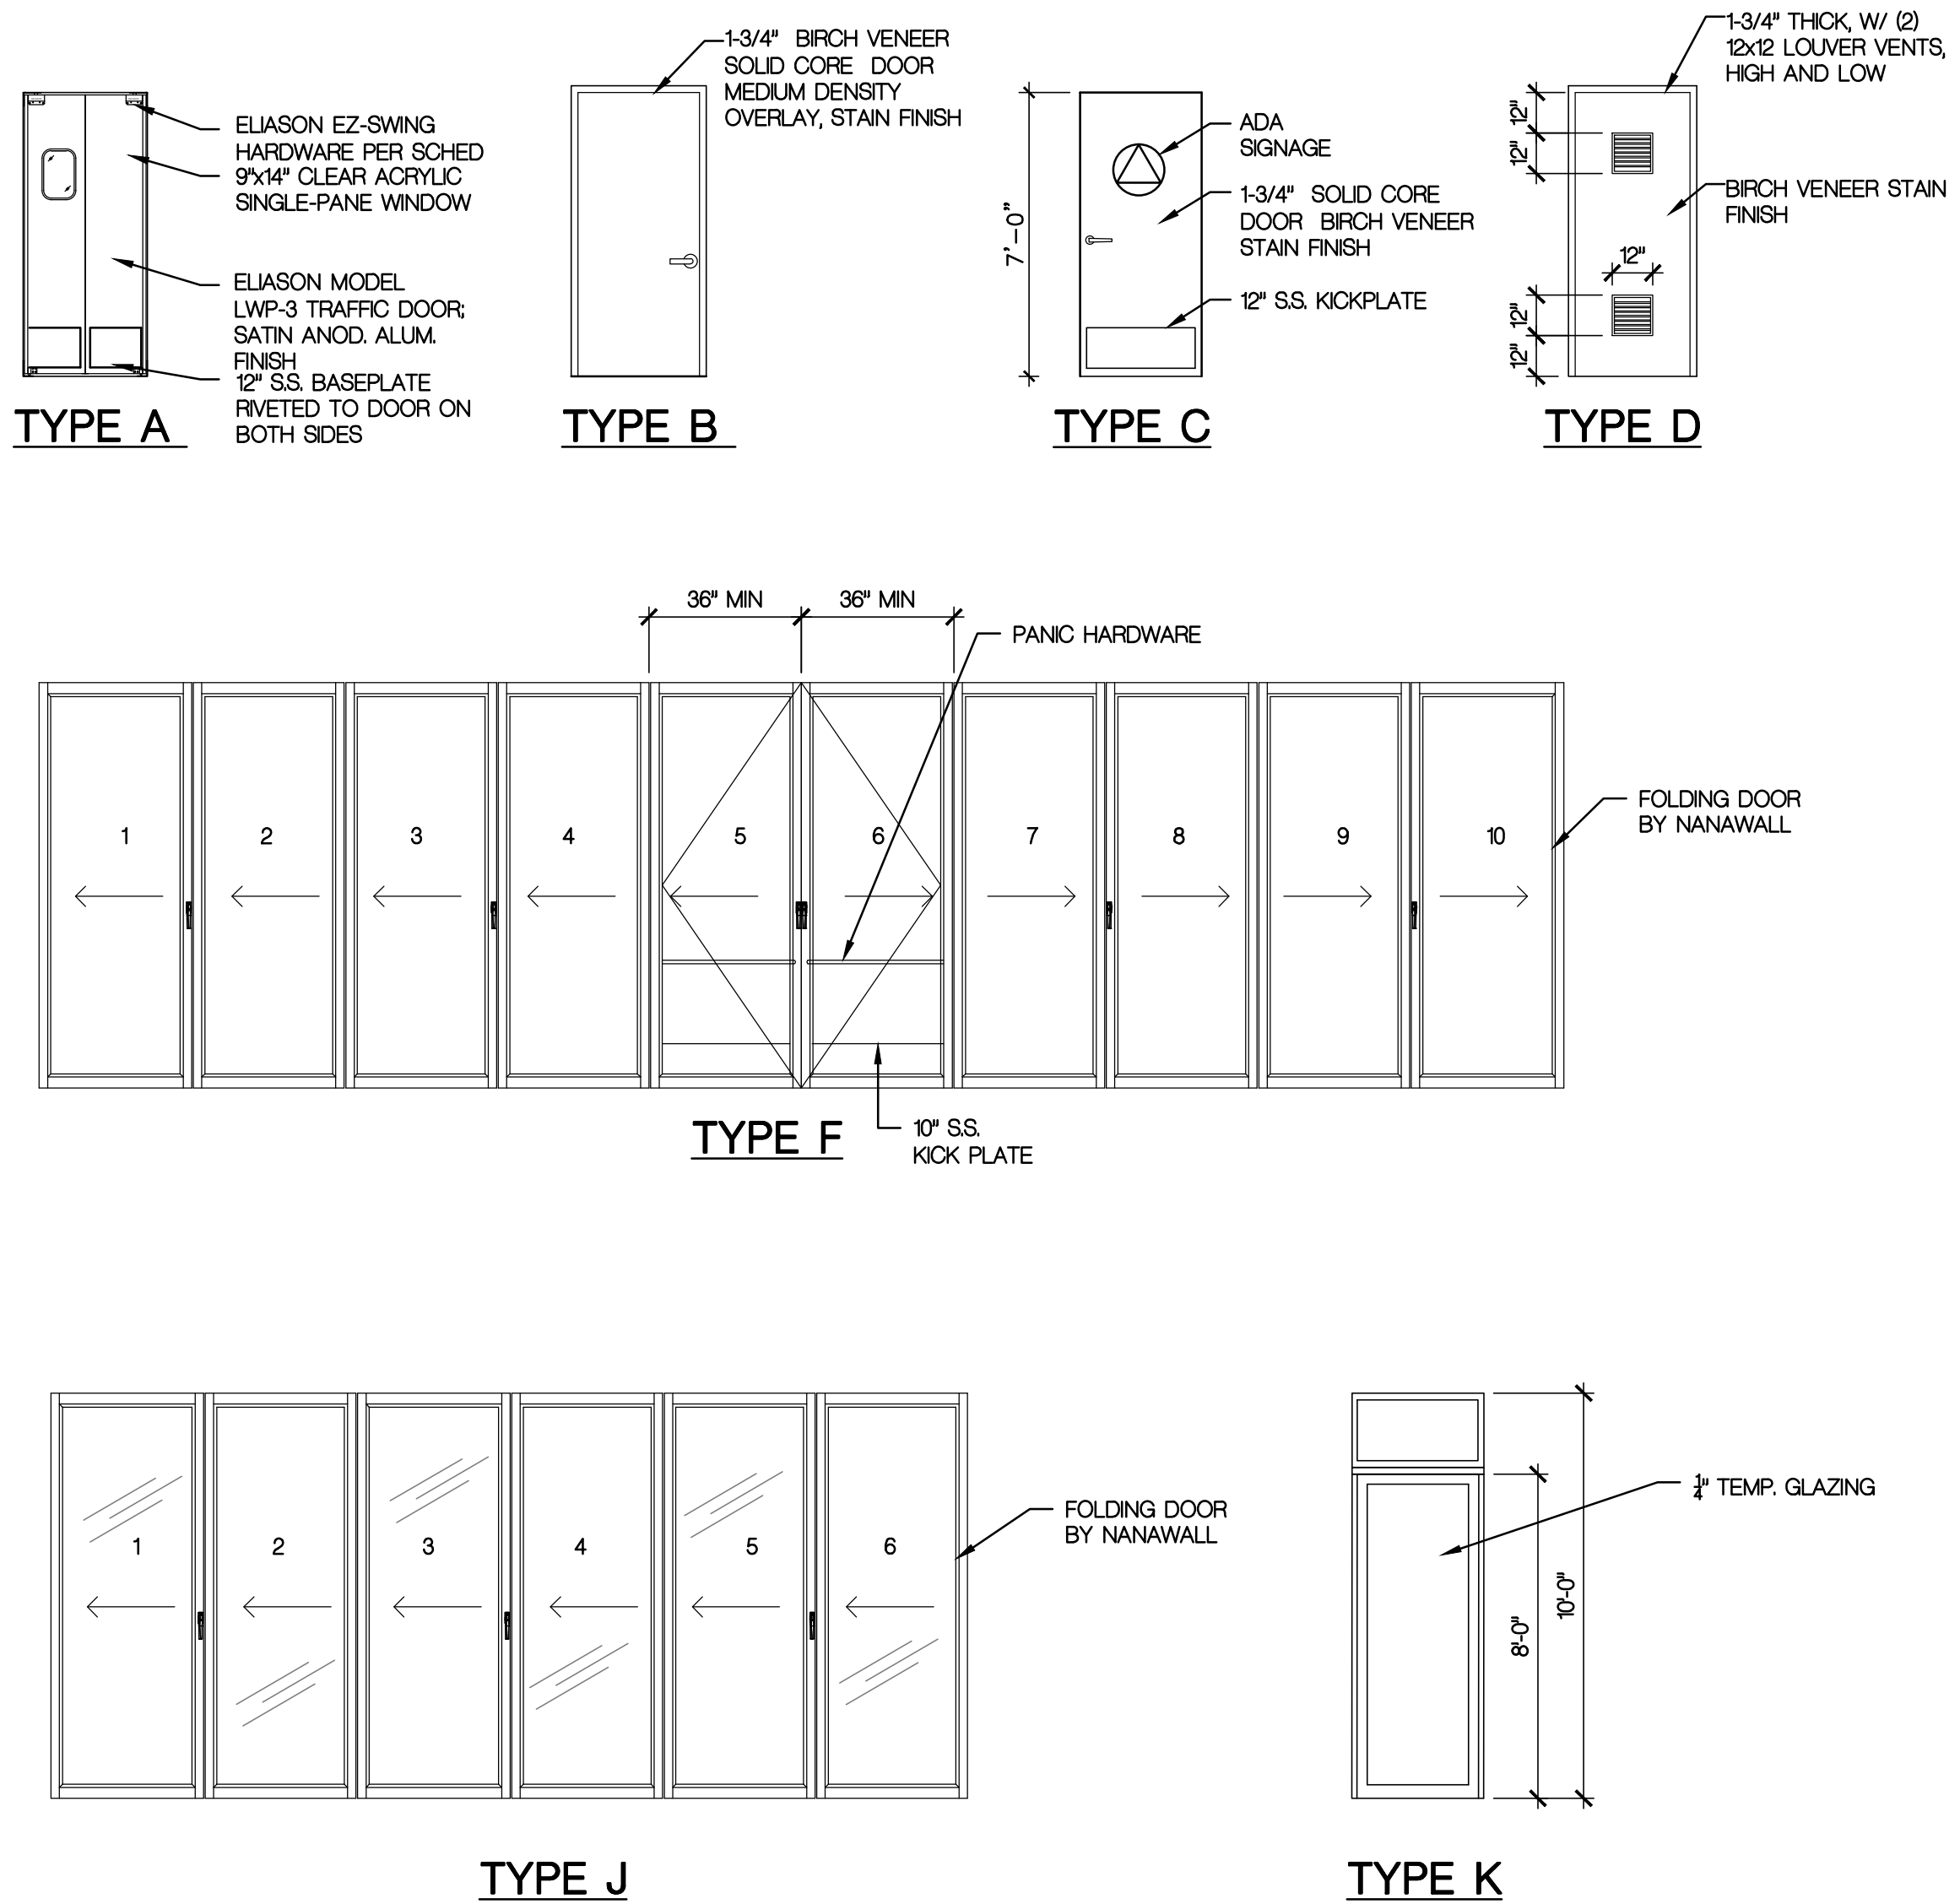 ELIASON EZ-SWING
HARDWARE PER SCHED
9"x14" CLEAR ACRYLIC
SINGLE-PANE WINDOW
ELIASON MODEL
LWP-3 TRAFFIC DOOR;
SATIN ANOD. ALUM.
FINISH
12" S.S. BASEPLATE
RIVETED TO DOOR ON
BOTH SIDES
TYPE A
1-3/4" BIRCH VENEER
SOLID CORE DOOR
MEDIUM DENSITY
OVERLAY, STAIN FINISH
TYPE B
7'-0"
ADA
SIGNAGE
1-3/4" SOLID CORE
DOOR BIRCH VENEER
STAIN FINISH
12" S.S. KICKPLATE
TYPE C
1-3/4" THICK, W/ (2)
12x12 LOUVER VENTS,
HIGH AND LOW
12"
12"
BIRCH VENEER STAIN
FINISH
12"
12"
12"
TYPE D
36" MIN
36" MIN
PANIC HARDWARE
1
2
3
4
5
6
7
8
9
10
FOLDING DOOR
BY NANAWALL
10" S.S.
KICK PLATE
TYPE F
1
2
3
4
5
6
FOLDING DOOR
BY NANAWALL
TYPE J
1/4" TEMP. GLAZING
8'-0"
10'-0"
TYPE K